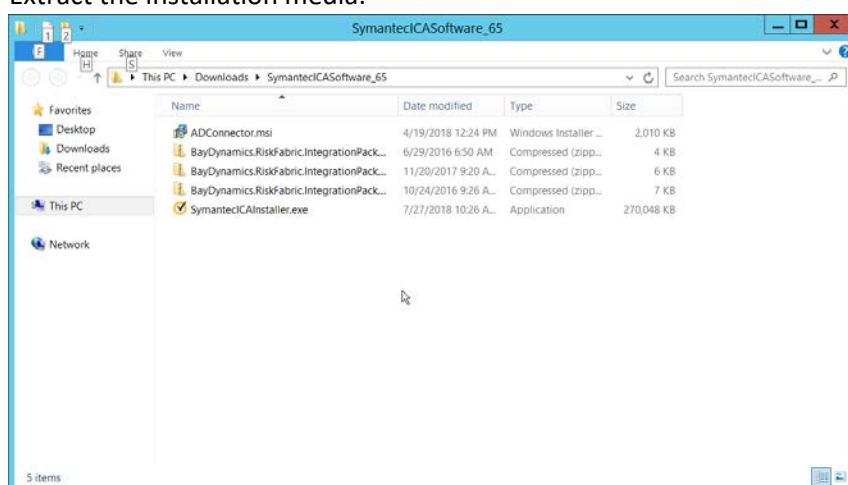 Extract the installation media.
SymantecICASoftware_65
1 2
F Home Share View
H S
This PC Downloads SymantecICASoftware_65 Search SymantecICASoftware_...
Name Date modified Type Size
Favorites
Desktop
Downloads
Recent places
This PC
Network
ADConnector.msi 4/19/2018 12:24 PM Windows Installer ... 2,010 KB
BayDynamics.RiskFabric.IntegrationPack... 6/29/2016 6:50 AM Compressed (zipp... 4 KB
BayDynamics.RiskFabric.IntegrationPack... 11/20/2017 9:20 A... Compressed (zipp... 6 KB
BayDynamics.RiskFabric.IntegrationPack... 10/24/2016 9:26 A... Compressed (zipp... 7 KB
SymantecICAInstaller.exe 7/27/2018 10:26 A... Application 270,048 KB
5 items